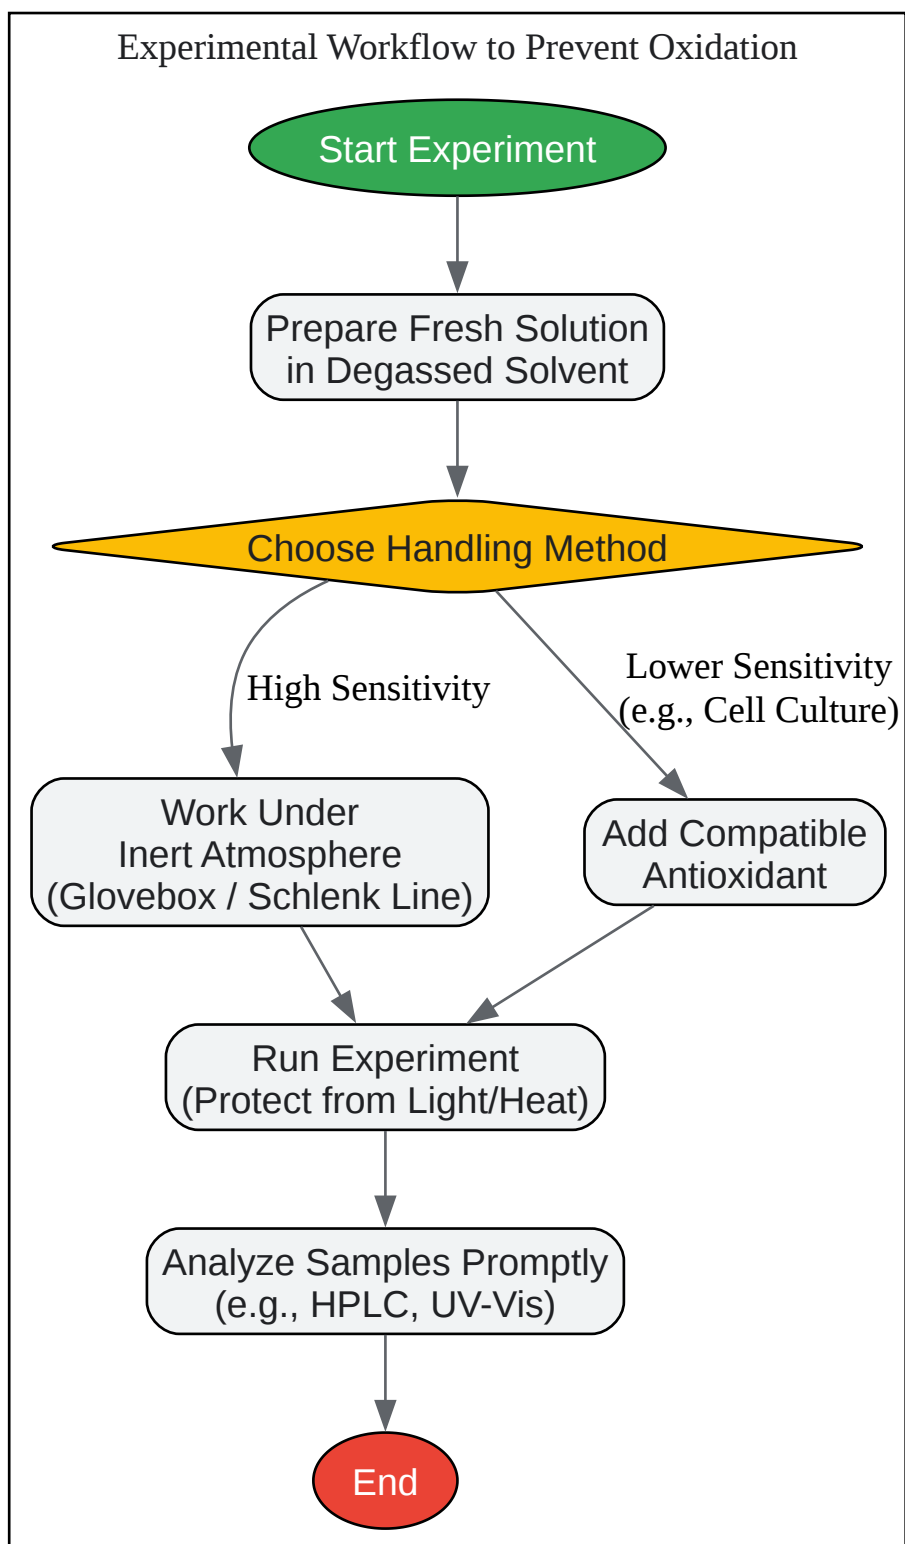 Experimental Workflow to Prevent Oxidation
Start Experiment
Prepare Fresh Solution
in Degassed Solvent
Choose Handling Method
High Sensitivity
Lower Sensitivity
(e.g., Cell Culture)
Work Under
Inert Atmosphere
(Glovebox / Schlenk Line)
Add Compatible
Antioxidant
Run Experiment
(Protect from Light/Heat)
Analyze Samples Promptly
(e.g., HPLC, UV-Vis)
End